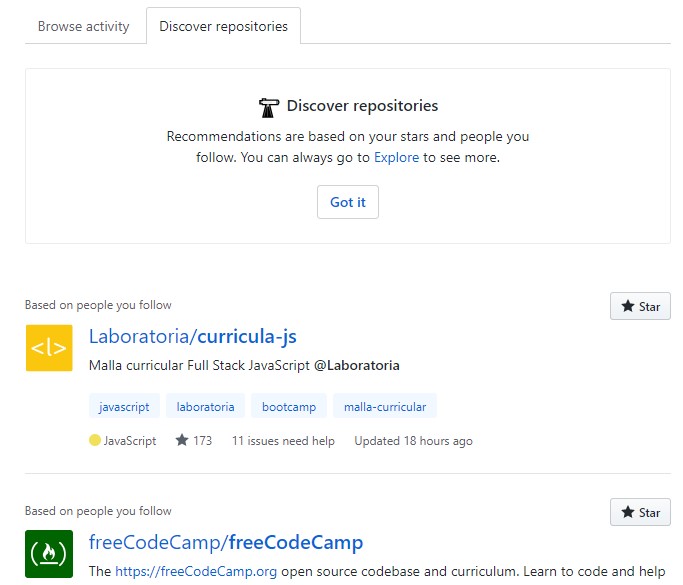 Browse activity
Discover repositories
Discover repositories
Recommendations are based on your stars and people you
follow. You can always go to Explore to see more.
Got it
Based on people you follow
Star
<l>
Laboratoria/curricula-js
Malla curricular Full Stack JavaScript @Laboratoria
javascript laboratoria bootcamp malla-curricular
JavaScript 173 11 issues need help Updated 18 hours ago
Based on people you follow
Star
freeCodeCamp/freeCodeCamp
The https://freeCodeCamp.org open source codebase and curriculum. Learn to code and help